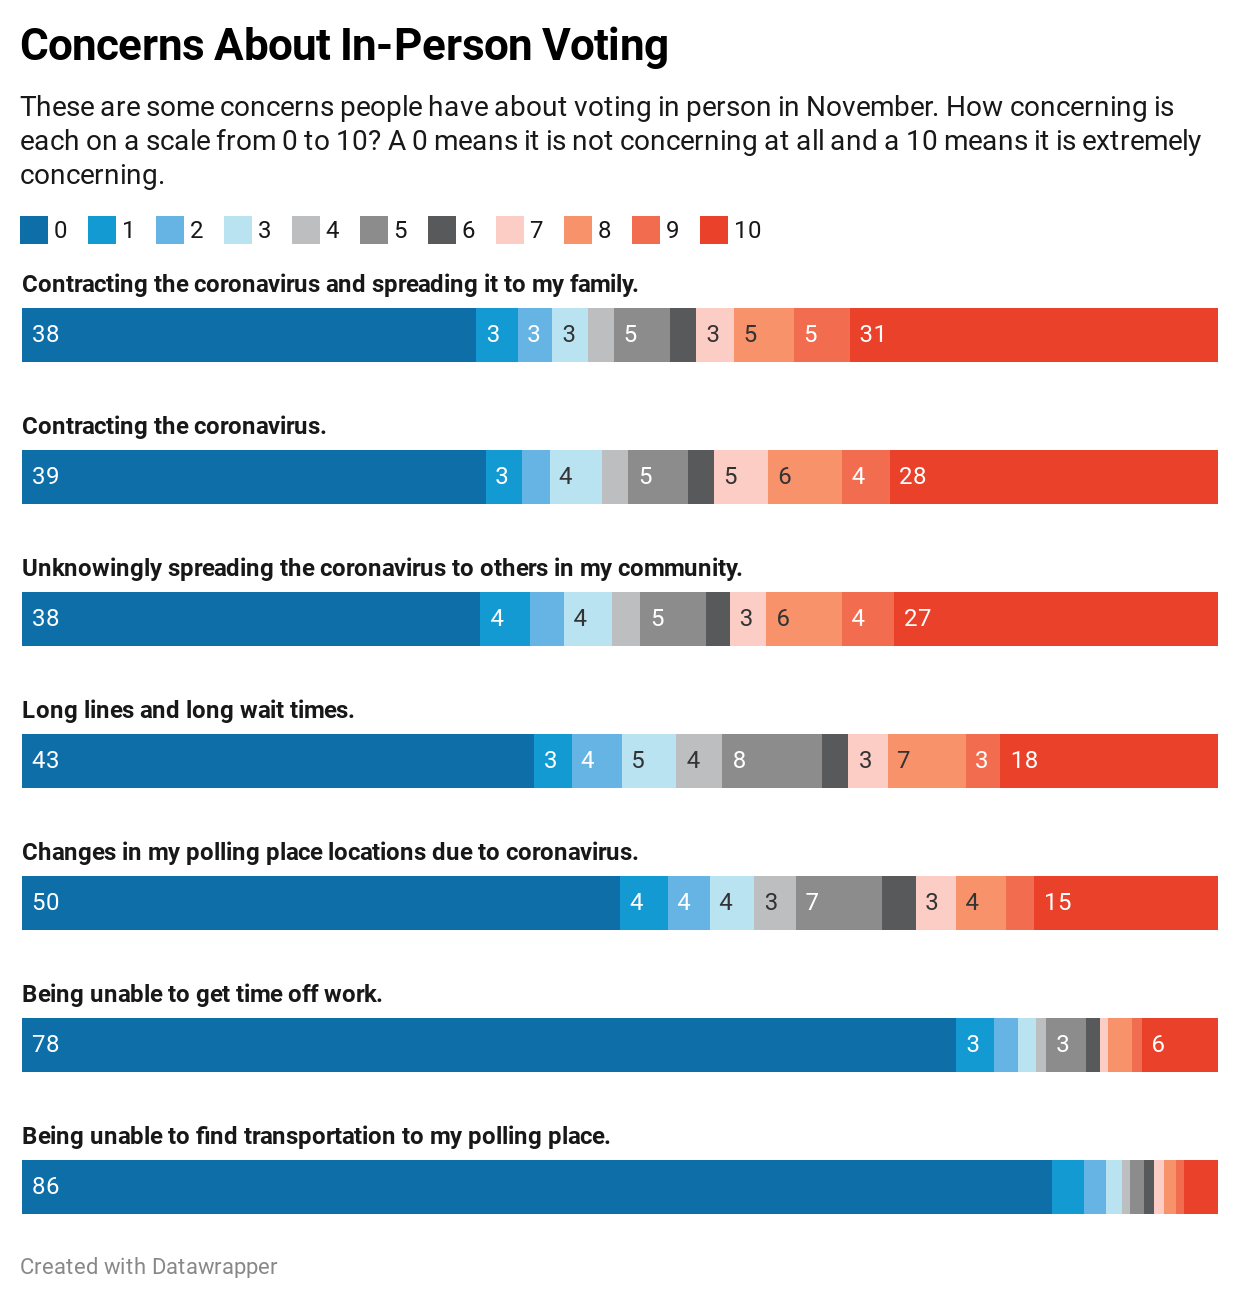 Concerns About In-Person Voting
These are some concerns people have about voting in person in November. How concerning is
each on a scale from 0 to 10? A 0 means it is not concerning at all and a 10 means it is extremely
concerning.
0 1 2 3 4 5 6 7 8 9 10
Contracting the coronavirus and spreading it to my family.
38 3 3 3 5 3 5 5 31
Contracting the coronavirus.
39 3 4 5 5 6 4 28
Unknowingly spreading the coronavirus to others in my community.
38 4 4 5 3 6 4 27
Long lines and long wait times.
43 3 4 5 4 8 3 7 3 18
Changes in my polling place locations due to coronavirus.
50 4 4 4 3 7 3 4 15
Being unable to get time off work.
78 3 3 6
Being unable to find transportation to my polling place.
86
Created with Datawrapper